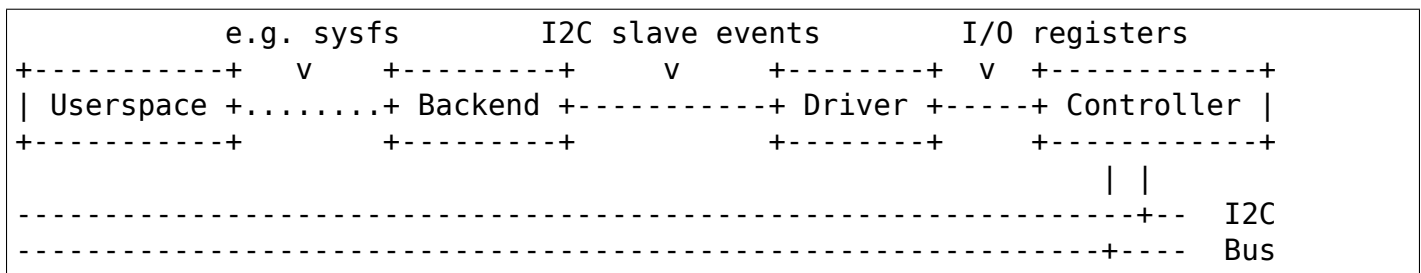 e.g. sysfs        I2C slave events        I/O registers
+-----------+   v    +---------+     v     +--------+  v  +------------+
| Userspace +........+ Backend +-----------+ Driver +-----+ Controller |
+-----------+        +---------+           +--------+     +------------+
                                                              | |
----------------------------------------------------------------+--  I2C
--------------------------------------------------------------+----  Bus